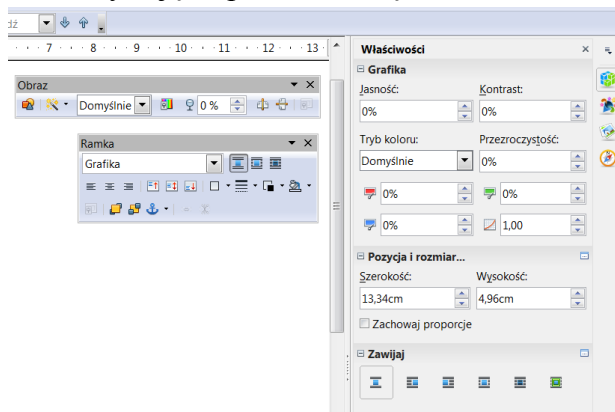 dź
7 8 9 10 11 12 13
Obraz
Domyślnie 0 %
Ramka
Grafika
Właściwości
Grafika
Jasność: Kontrast:
0% 0%
Tryb koloru: Przezroczystość:
Domyślnie 0%
0% 0%
0% 1,00
Pozycja i rozmiar...
Szerokość: Wysokość:
13,34cm 4,96cm
Zachowaj proporcje
Zawijaj